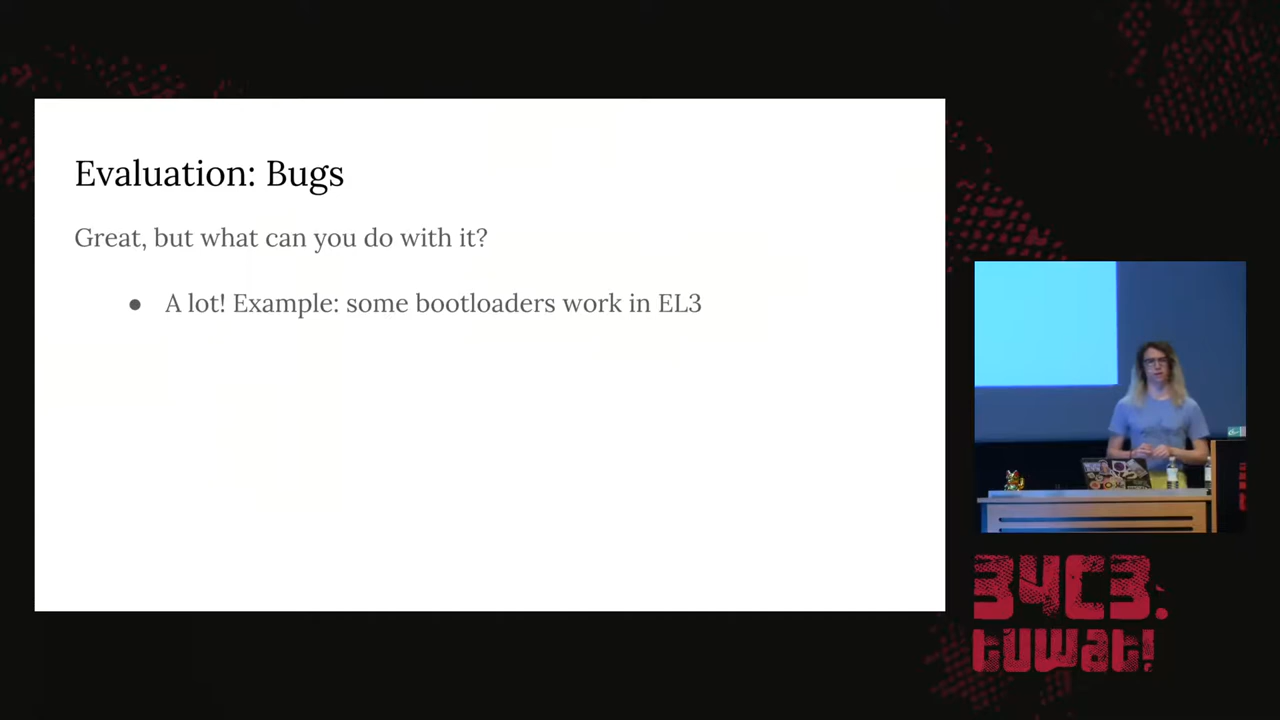 Evaluation: Bugs
Great, but what can you do with it?
● A lot! Example: some bootloaders work in EL3
34C3.
tuwat!